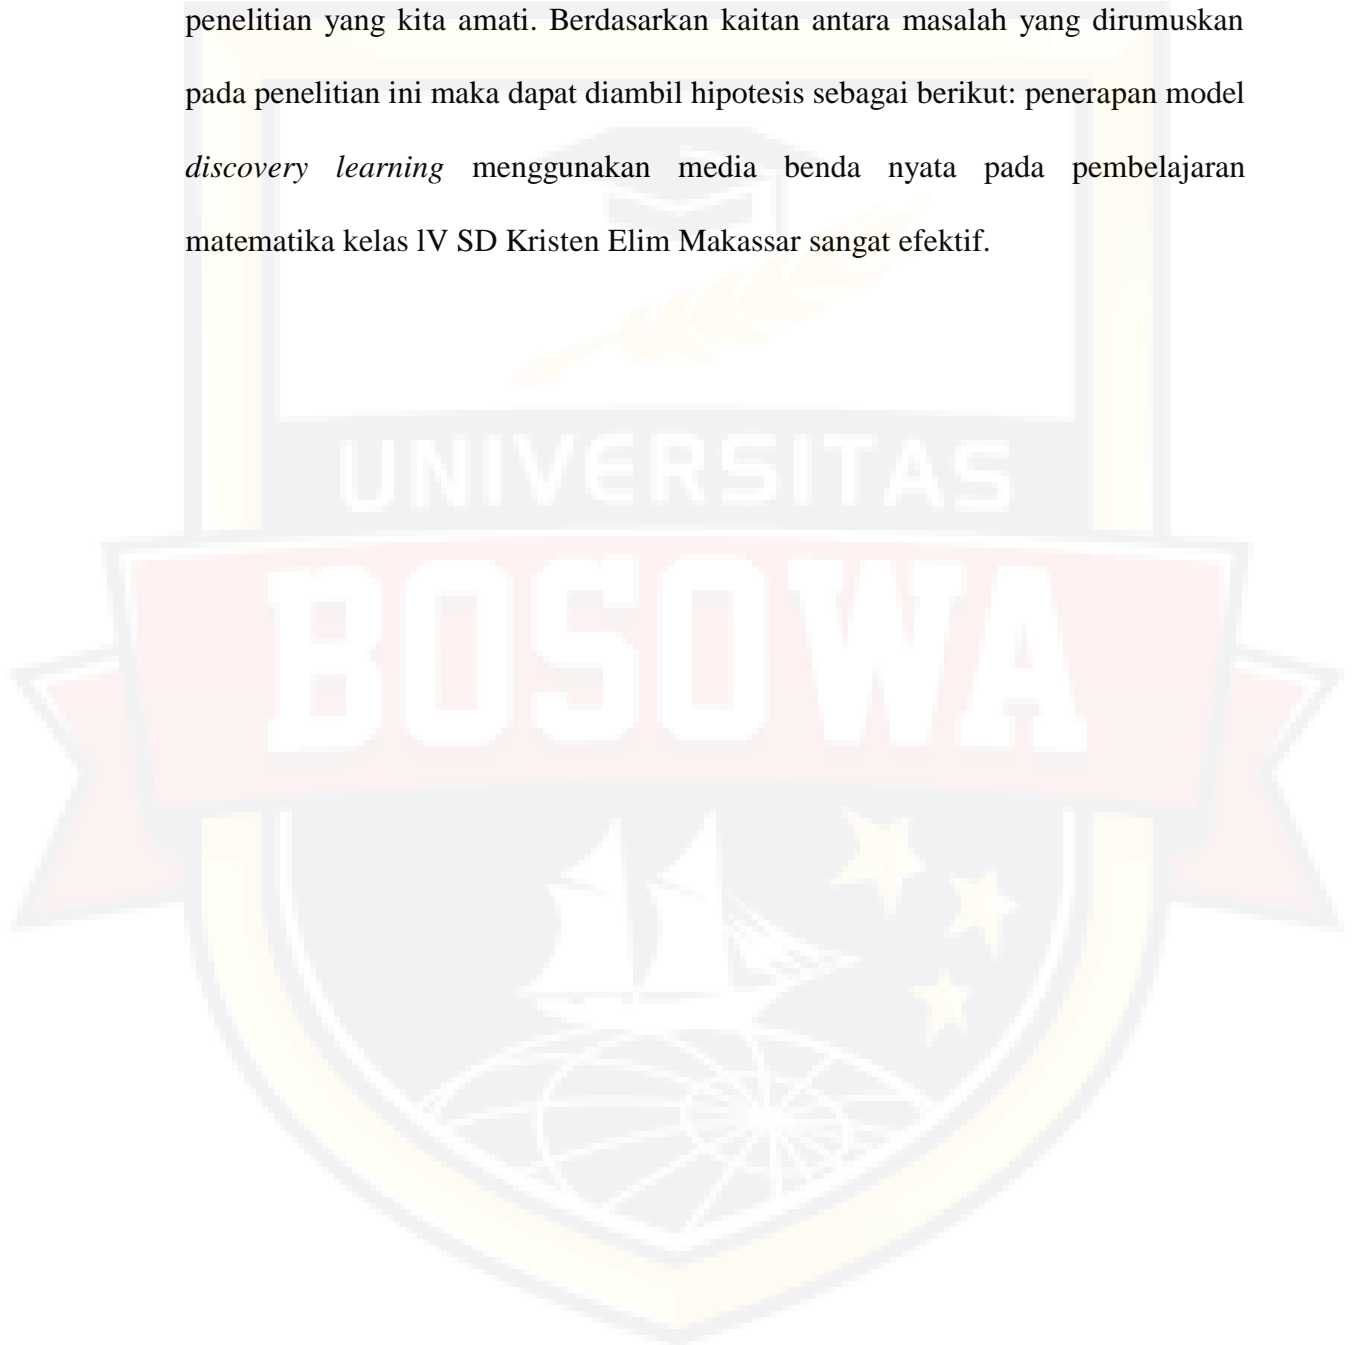 penelitian yang kita amati. Berdasarkan kaitan antara masalah yang dirumuskan
pada penelitian ini maka dapat diambil hipotesis sebagai berikut: penerapan model
discovery learning menggunakan media benda nyata pada pembelajaran
matematika kelas lV SD Kristen Elim Makassar sangat efektif.
UNIVERSITAS
BOSOWA